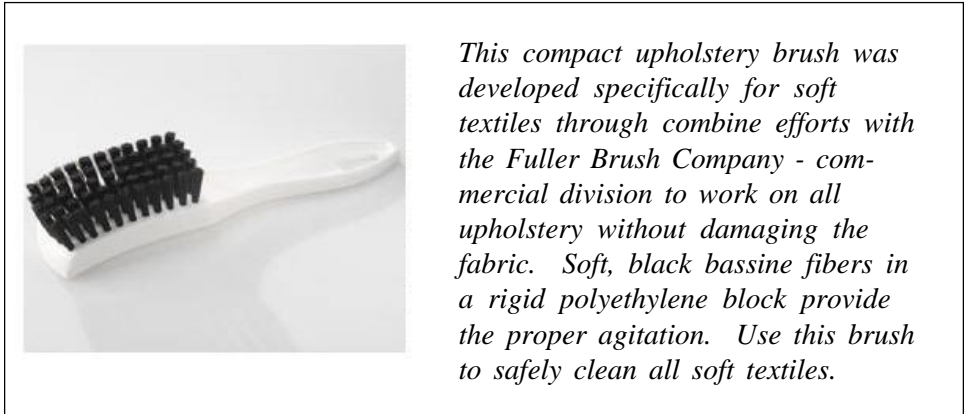 This compact upholstery brush was
developed specifically for soft
textiles through combine efforts with
the Fuller Brush Company - com-
mercial division to work on all
upholstery without damaging the
fabric. Soft, black bassine fibers in
a rigid polyethylene block provide
the proper agitation. Use this brush
to safely clean all soft textiles.